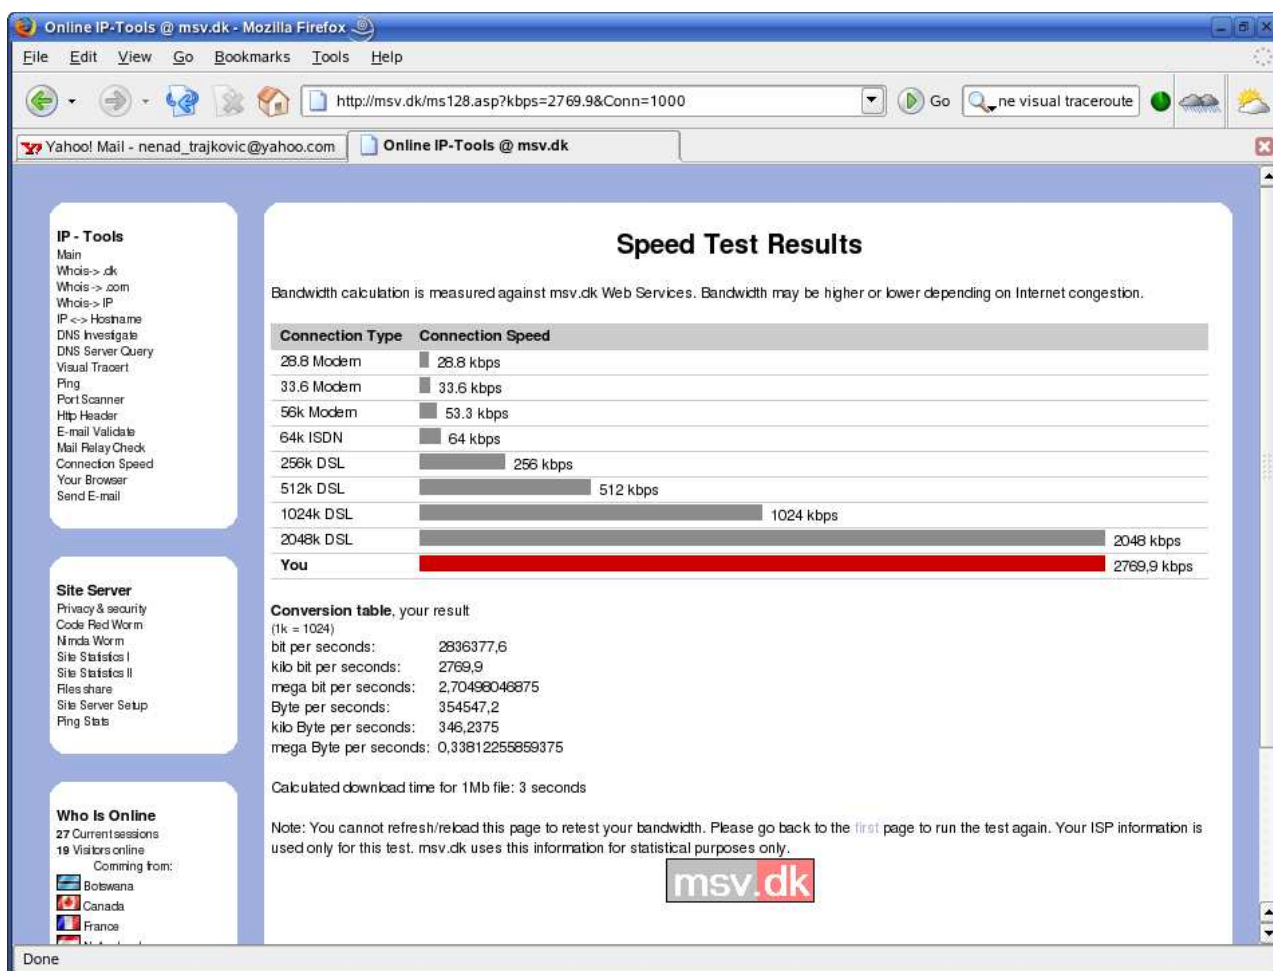 Online IP-Tools @ msv.dk - Mozilla Firefox
File Edit View Go Bookmarks Tools Help
http://msv.dk/ms128.asp?kbps=2769.9&Conn=1000 Go ne visual traceroute
Yahoo! Mail - nenad_trajkovic@yahoo.com Online IP-Tools @ msv.dk
IP - Tools
Main
Whois-> .dk
Whois -> .com
Whois-> IP
IP <-> Hostname
DNS Investigate
DNS Server Query
Visual Tracert
Ping
Port Scanner
Http Header
E-mail Validate
Mail Relay Check
Connection Speed
Your Browser
Send E-mail
Site Server
Privacy & security
Code Red Worm
Nimda Worm
Site Statistics I
Site Statistics II
Files share
Site Server Setup
Ping Stats
Who Is Online
27 Current sessions
19 Visitors online
Comming from:
Botswana
Canada
France
Speed Test Results
Bandwidth calculation is measured against msv.dk Web Services. Bandwidth may be higher or lower depending on Internet congestion.
Connection Type Connection Speed
28.8 Modem 28.8 kbps
33.6 Modem 33.6 kbps
56k Modem 53.3 kbps
64k ISDN 64 kbps
256k DSL 256 kbps
512k DSL 512 kbps
1024k DSL 1024 kbps
2048k DSL 2048 kbps
You 2769,9 kbps
Conversion table, your result
(1k = 1024)
bit per seconds: 2836377,6
kilo bit per seconds: 2769,9
mega bit per seconds: 2,70498046875
Byte per seconds: 354547,2
kilo Byte per seconds: 346,2375
mega Byte per seconds: 0,33812255859375
Calculated download time for 1Mb file: 3 seconds
Note: You cannot refresh/reload this page to retest your bandwidth. Please go back to the first page to run the test again. Your ISP information is
used only for this test. msv.dk uses this information for statistical purposes only.
msv.dk
Done